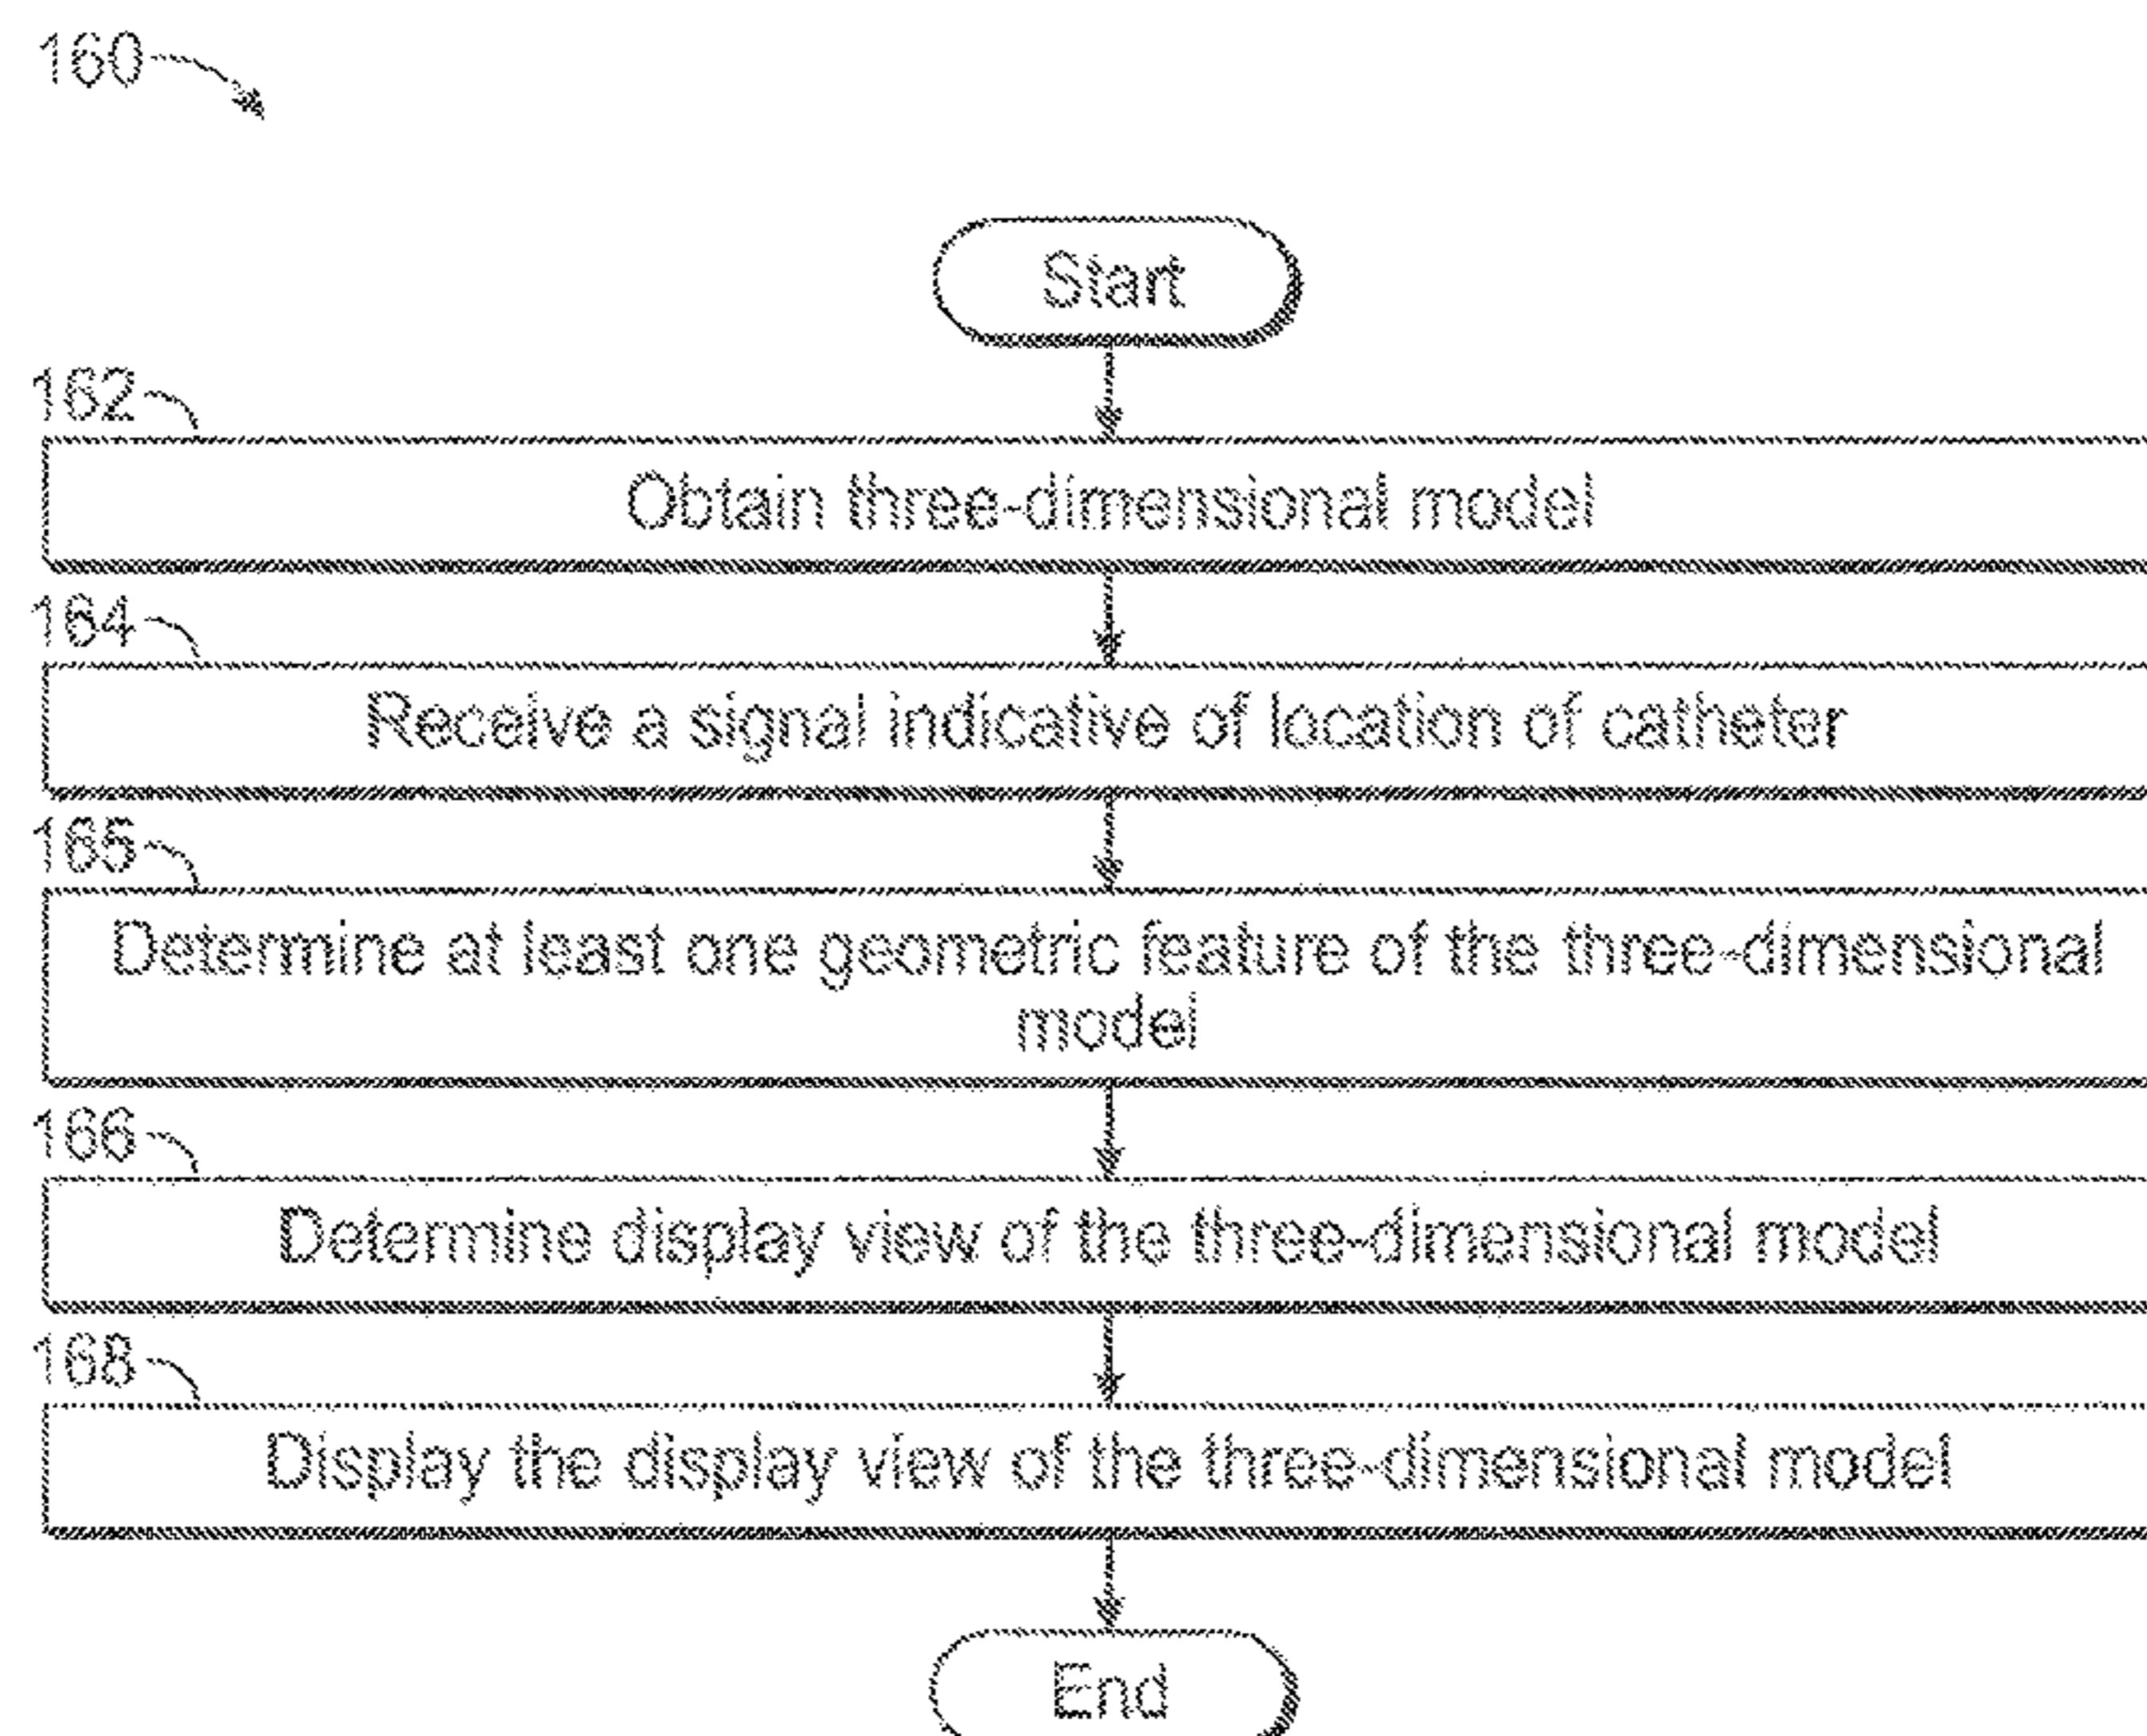 160
Start
162
Obtain three-dimensional model
164
Receive a signal indicative of location of catheter
165
Determine at least one geometric feature of the three-dimensional
model
166
Determine display view of the three-dimensional model
168
Display the display view of the three-dimensional model
End